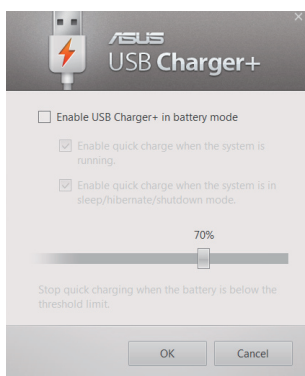 ASUS
USB Charger+
Enable USB Charger+ in battery mode
Enable quick charge when the system is
running.
Enable quick charge when the system is in
sleep/hibernate/shutdown mode.
70%
Stop quick charging when the battery is below the
threshold limit.
OK Cancel